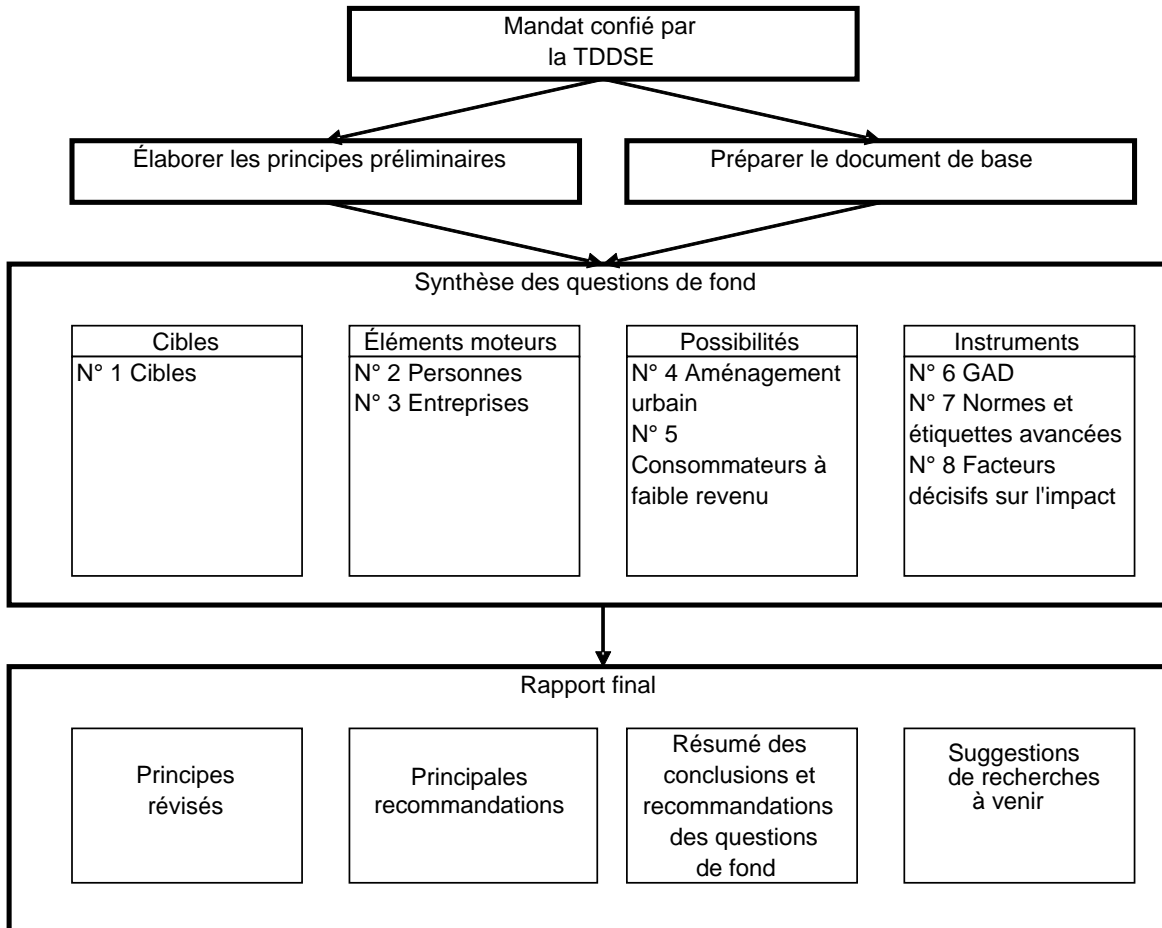 Mandat confié par
la TDDSE
Élaborer les principes préliminaires
Préparer le document de base
Synthèse des questions de fond
Cibles
N° 1 Cibles
Éléments moteurs
N° 2 Personnes
N° 3 Entreprises
Possibilités
N° 4 Aménagement
urbain
N° 5
Consommateurs à
faible revenu
Instruments
N° 6 GAD
N° 7 Normes et
étiquettes avancées
N° 8 Facteurs
décisifs sur l'impact
Rapport final
Principes
révisés
Principales
recommandations
Résumé des
conclusions et
recommandations
des questions
de fond
Suggestions
de recherches
à venir